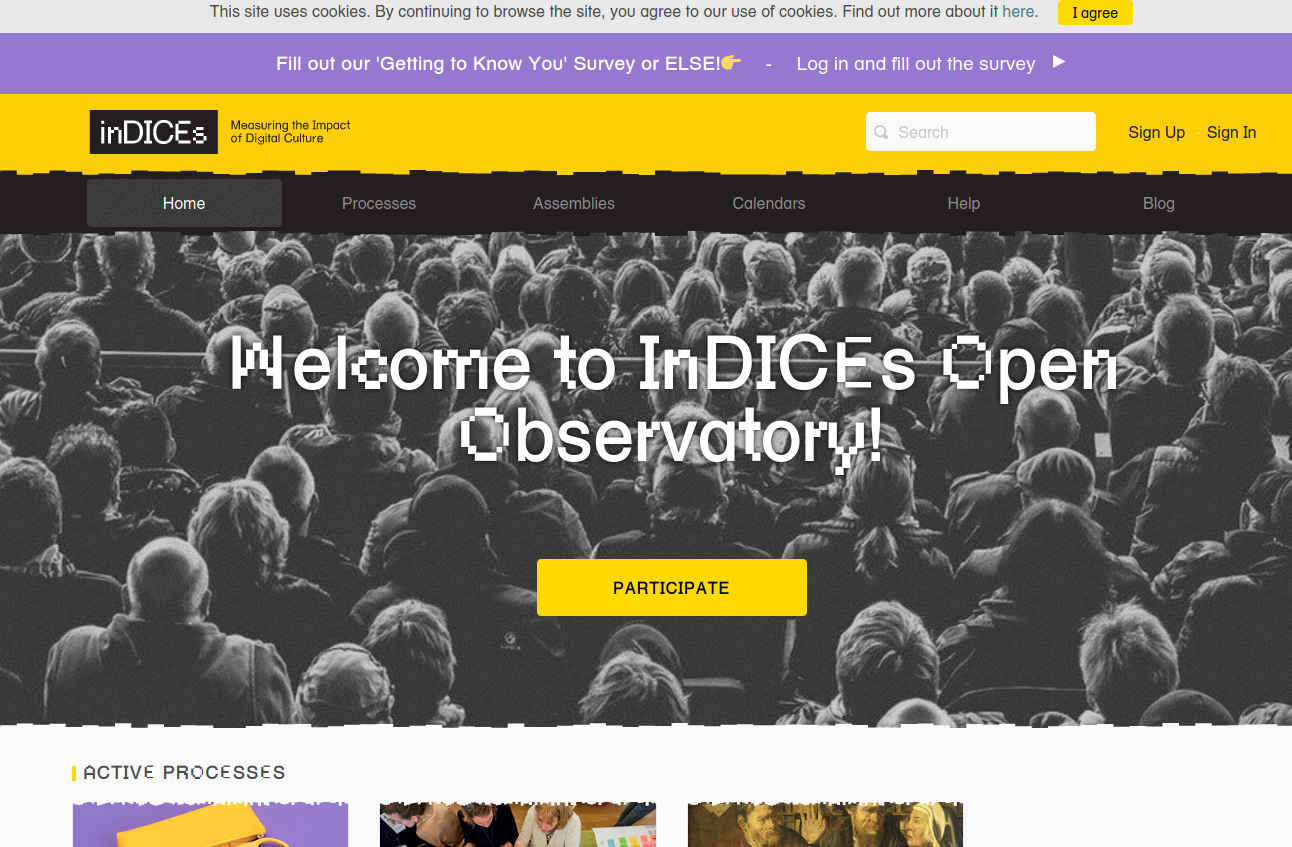 This site uses cookies. By continuing to browse the site, you agree to our use of cookies. Find out more about it here. I agree
Fill out our 'Getting to Know You' Survey or ELSE!👉 - Log in and fill out the survey
inDICEs
Measuring the Impact
of Digital Culture
Search
Sign Up · Sign In
Home Processes Assemblies Calendars Help Blog
Welcome to InDICEs Open
Observatory!
PARTICIPATE
ACTIVE PROCESSES